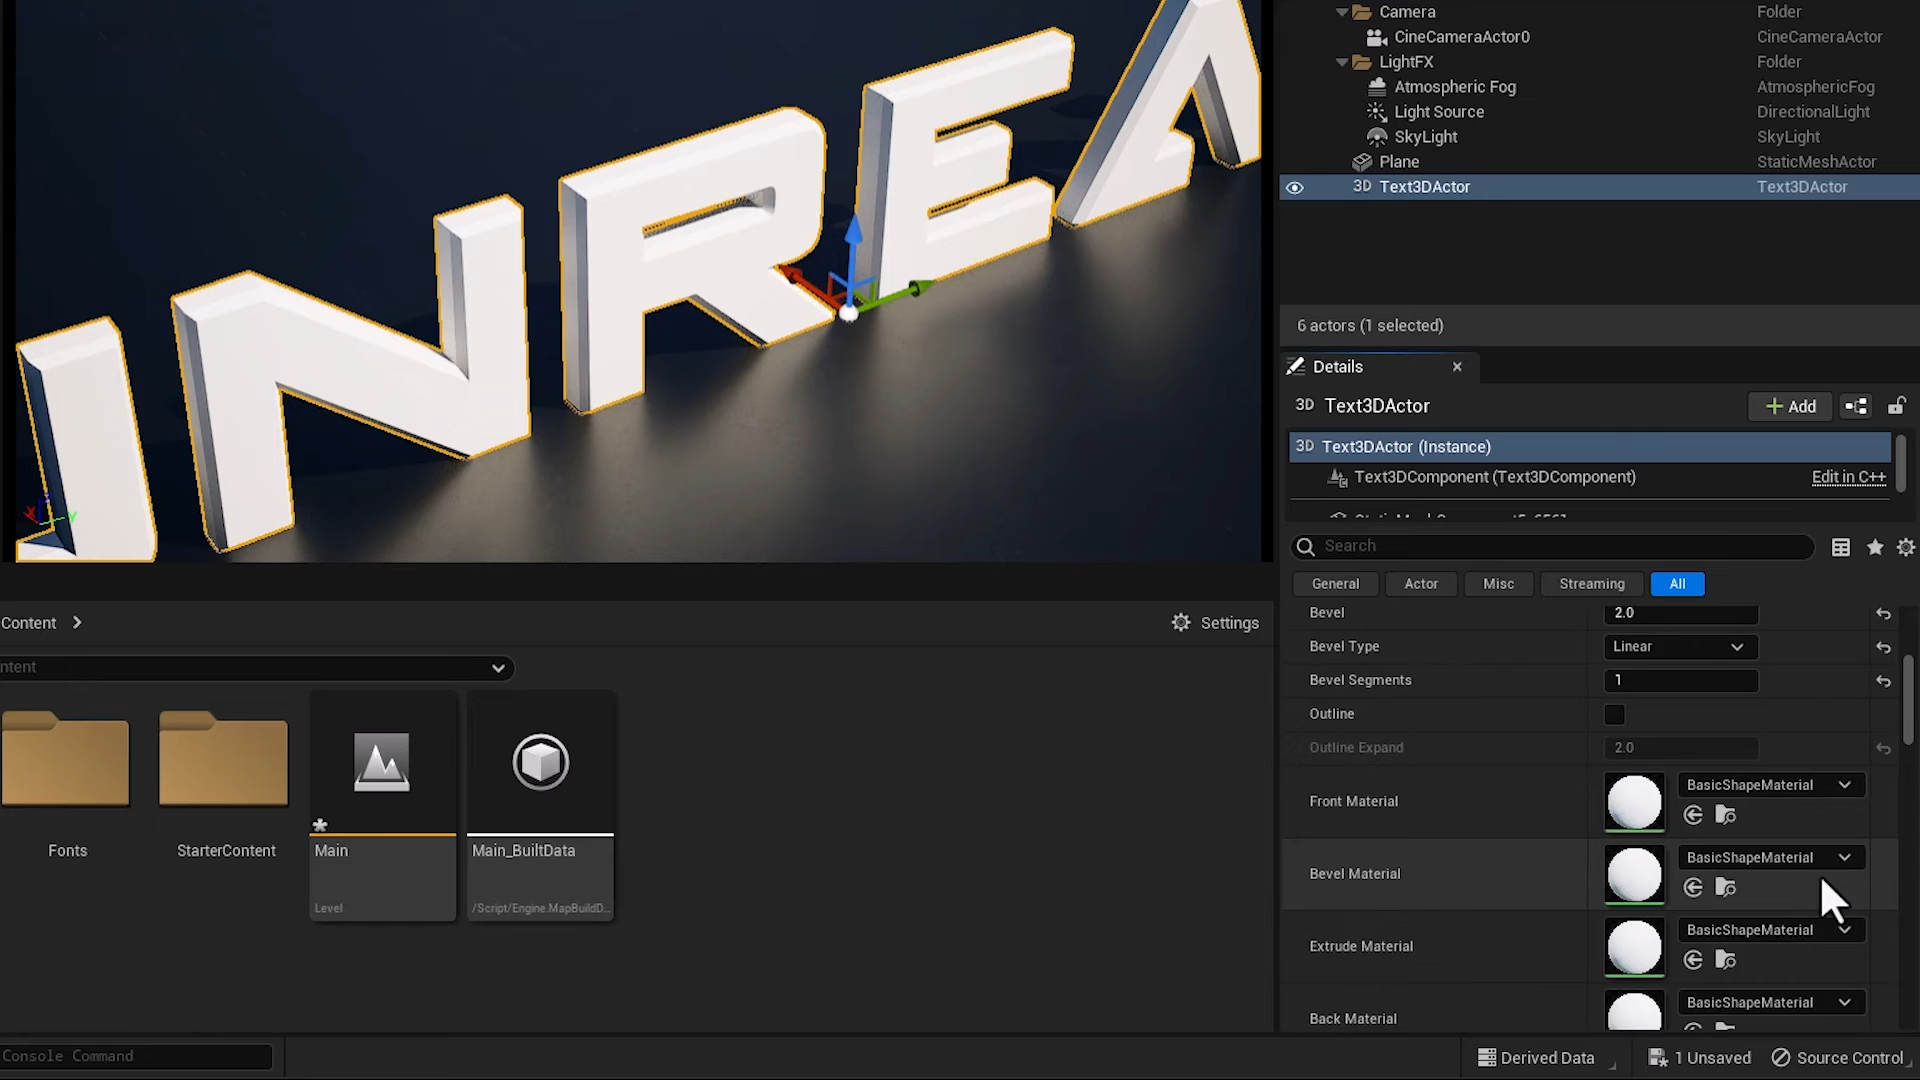 UNREA
Camera Folder
CineCameraActor0 CineCameraActor
LightFX Folder
Atmospheric Fog AtmosphericFog
Light Source DirectionalLight
SkyLight SkyLight
Plane StaticMeshActor
3D Text3DActor Text3DActor
6 actors (1 selected)
Details
3D Text3DActor
+ Add
3D Text3DActor (Instance)
Text3DComponent (Text3DComponent) Edit in C++
Search
General Actor Misc Streaming All
Bevel 2.0
Bevel Type Linear
Bevel Segments 1
Outline
Outline Expand 2.0
Front Material BasicShapeMaterial
Bevel Material BasicShapeMaterial
Extrude Material BasicShapeMaterial
Back Material BasicShapeMaterial
X Y
Content
Settings
ntent
Fonts
StarterContent
Main
Level
Main_BuiltData
/Script/Engine.MapBuildD...
Console Command
Derived Data
1 Unsaved
Source Control